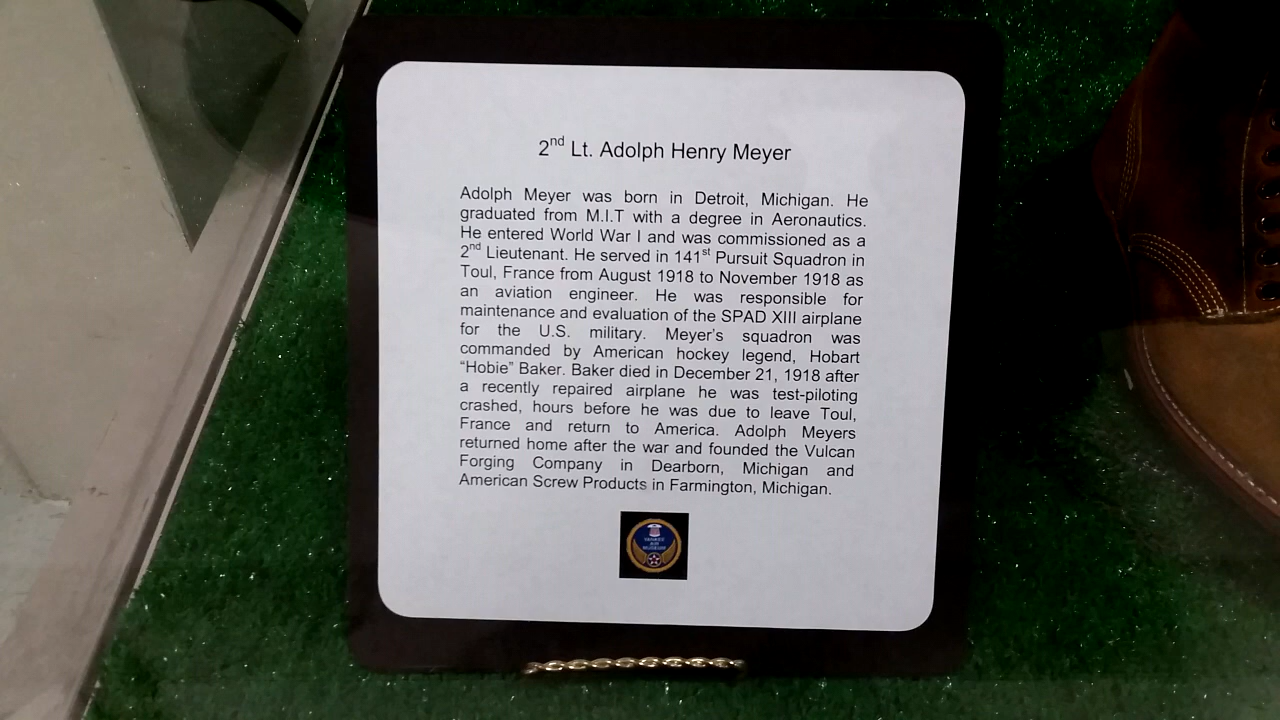 2nd Lt. Adolph Henry Meyer
Adolph Meyer was born in Detroit, Michigan. He
graduated from M.I.T with a degree in Aeronautics.
He entered World War I and was commissioned as a
2nd Lieutenant. He served in 141st Pursuit Squadron in
Toul, France from August 1918 to November 1918 as
an aviation engineer. He was responsible for
maintenance and evaluation of the SPAD XIII airplane
for the U.S. military. Meyer’s squadron was
commanded by American hockey legend, Hobart
“Hobie” Baker. Baker died in December 21, 1918 after
a recently repaired airplane he was test-piloting
crashed, hours before he was due to leave Toul,
France and return to America. Adolph Meyers
returned home after the war and founded the Vulcan
Forging Company in Dearborn, Michigan and
American Screw Products in Farmington, Michigan.
YANKEE
AIR
MUSEUM